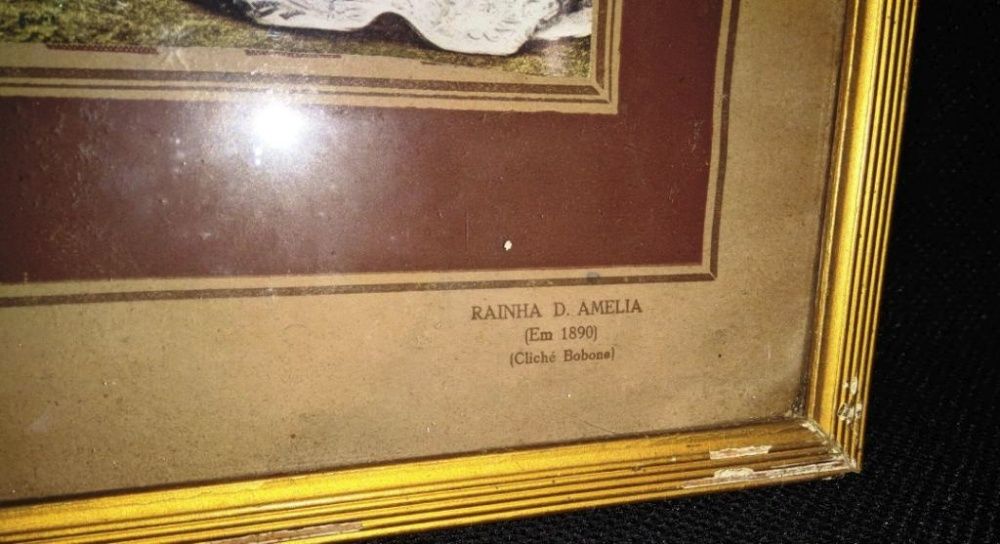 RAINHA D. AMELIA
(Em 1890)
(Cliché Bobone)